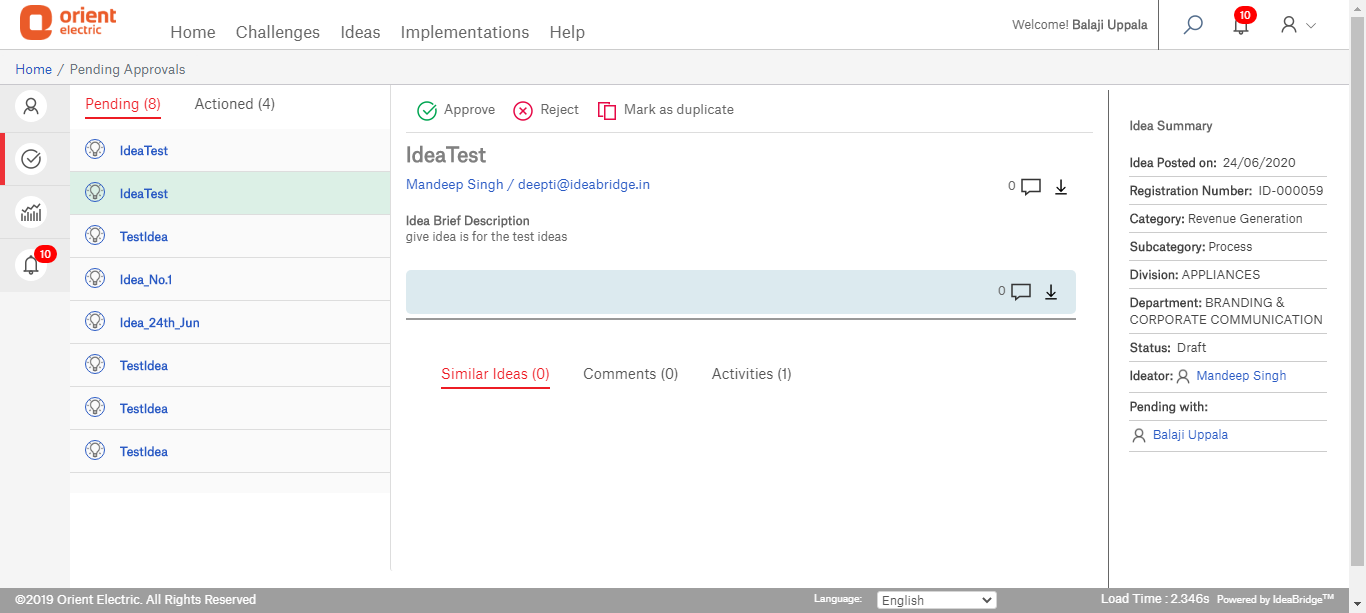 orient
electric
Home Challenges Ideas Implementations Help
Welcome! Balaji Uppala
10
Home / Pending Approvals
10
Pending (8) Actioned (4)
IdeaTest
IdeaTest
TestIdea
Idea_No.1
Idea_24th_Jun
TestIdea
TestIdea
TestIdea
Approve Reject Mark as duplicate
IdeaTest
Mandeep Singh / deepti@ideabridge.in
0
Idea Brief Description
give idea is for the test ideas
0
Similar Ideas (0) Comments (0) Activities (1)
Idea Summary
Idea Posted on: 24/06/2020
Registration Number: ID-000059
Category: Revenue Generation
Subcategory: Process
Division: APPLIANCES
Department: BRANDING &
CORPORATE COMMUNICATION
Status: Draft
Ideator: Mandeep Singh
Pending with:
Balaji Uppala
©2019 Orient Electric. All Rights Reserved
Language: English
Load Time : 2.346s Powered by IdeaBridge™